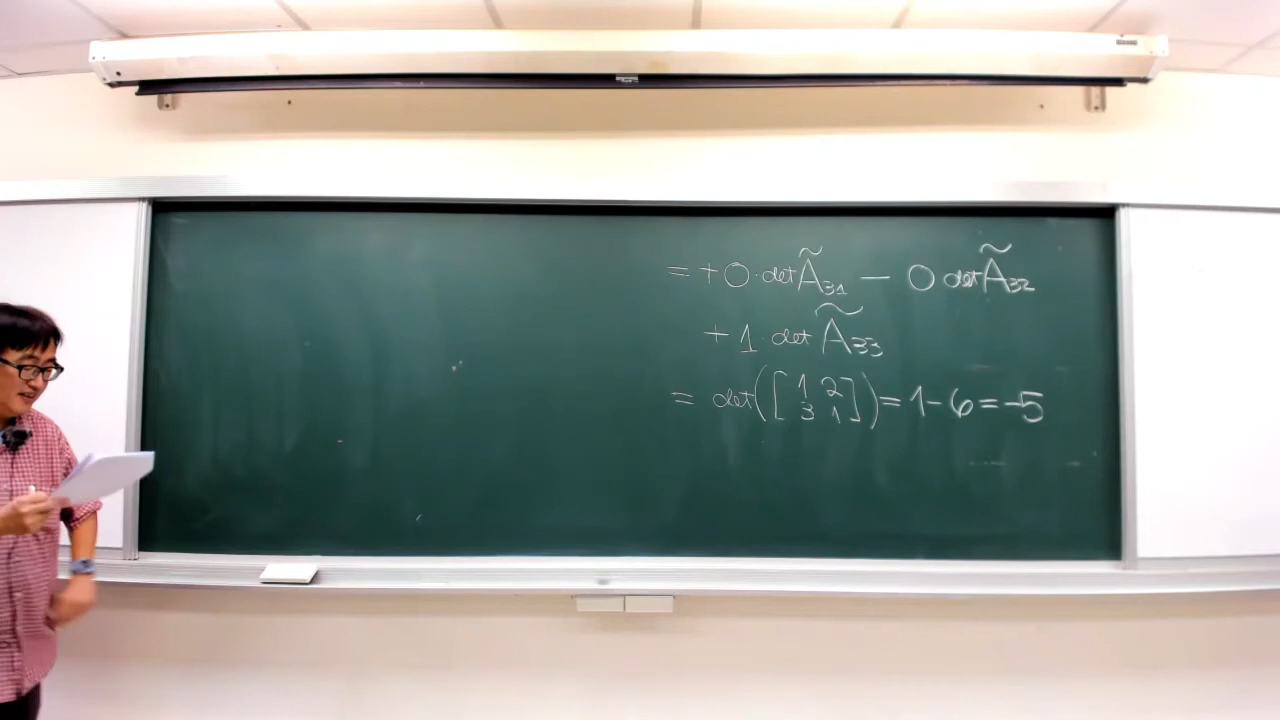 = +0·det Ã₃₁ − 0 det Ã₃₂
+1·det Ã₃₃
= det([1 2
3 1]) = 1−6 = −5